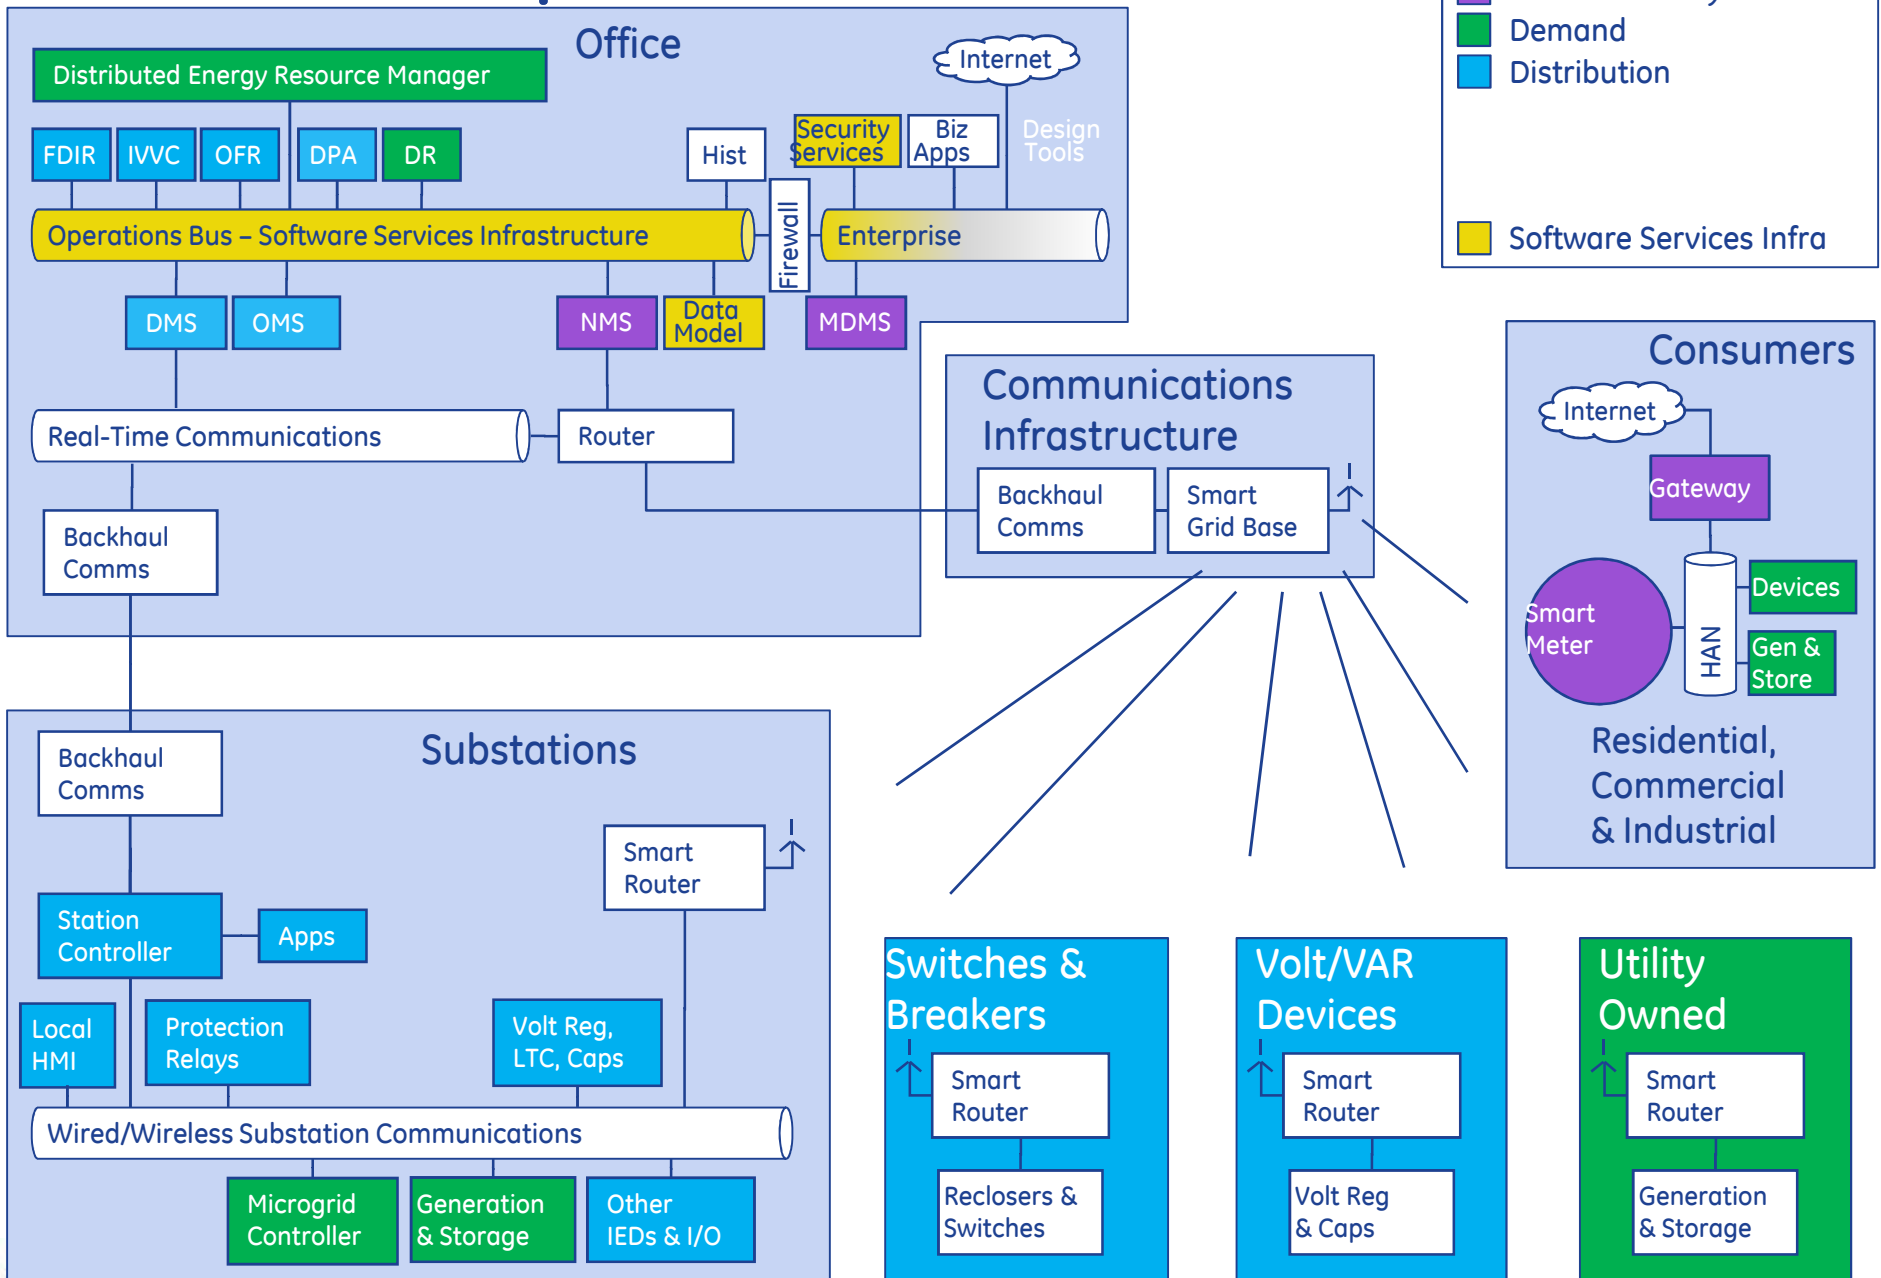 Office
Distributed Energy Resource Manager
Internet
FDIR
IVVC
OFR
DPA
DR
Hist
Security
Services
Biz
Apps
Design
Tools
Operations Bus – Software Services Infrastructure
Firewall
Enterprise
DMS
OMS
NMS
Data
Model
MDMS
Real-Time Communications
Router
Backhaul
Comms
Demand
Distribution
Software Services Infra
Communications
Infrastructure
Backhaul
Comms
Smart
Grid Base
Consumers
Internet
Gateway
Smart
Meter
HAN
Devices
Gen &
Store
Residential,
Commercial
& Industrial
Substations
Backhaul
Comms
Smart
Router
Station
Controller
Apps
Local
HMI
Protection
Relays
Volt Reg,
LTC, Caps
Wired/Wireless Substation Communications
Microgrid
Controller
Generation
& Storage
Other
IEDs & I/O
Switches &
Breakers
Smart
Router
Reclosers &
Switches
Volt/VAR
Devices
Smart
Router
Volt Reg
& Caps
Utility
Owned
Smart
Router
Generation
& Storage